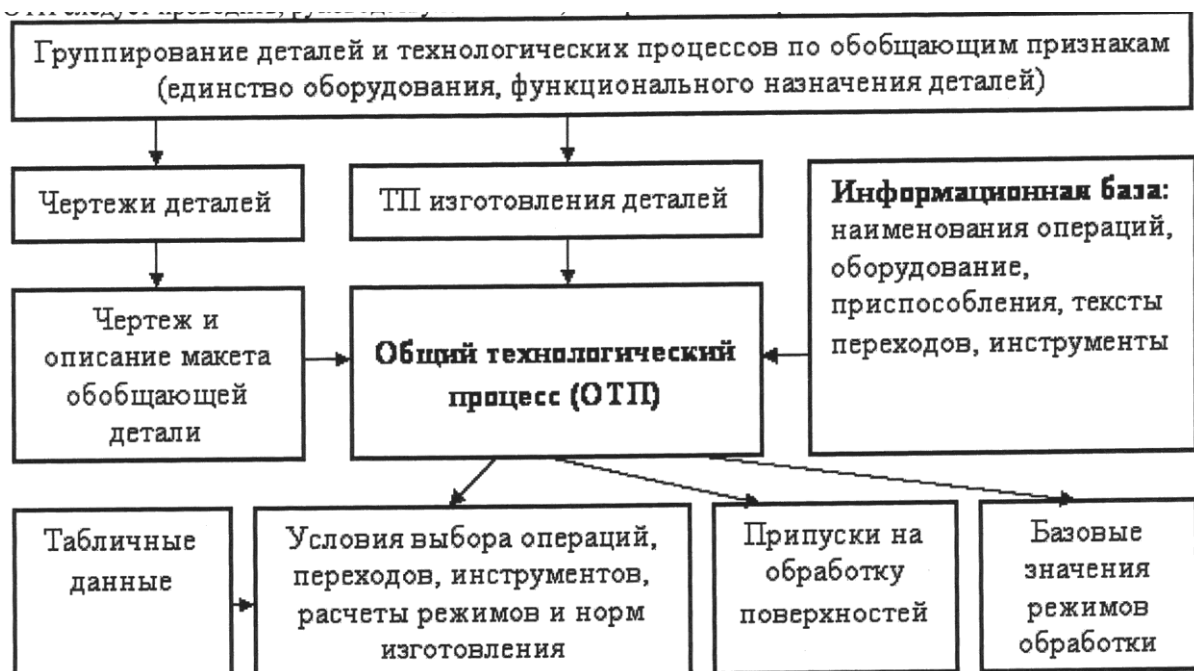 Группирование деталей и технологических процессов по обобщающим признакам
(единство оборудования, функционального назначения деталей)
Чертежи деталей
ТП изготовления деталей
Информационная база:
наименования операций,
оборудование,
приспособления, тексты
переходов, инструменты
Чертеж и
описание макета
обобщающей
детали
Общий технологический
процесс (ОТП)
Табличные
данные
Условия выбора операций,
переходов, инструментов,
расчеты режимов и норм
изготовления
Припуски на
обработку
поверхностей
Базовые
значения
режимов
обработки